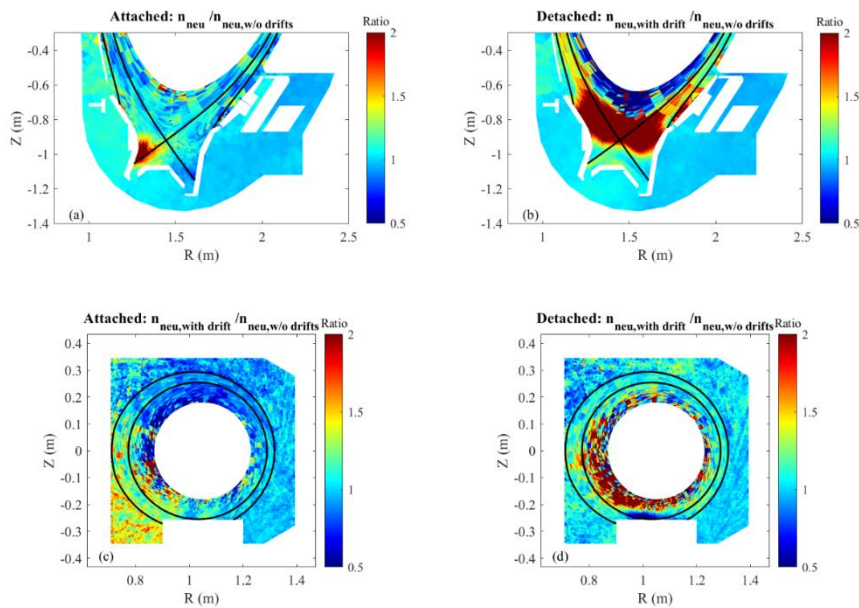 Attached: n_neu /n_neu,w/o drifts
Ratio
2
1.5
1
0.5
-0.4
-0.6
-0.8
-1
-1.2
-1.4
Z (m)
(a)
1 1.5 2 2.5
R (m)
Detached: n_neu,with drift /n_neu,w/o drifts
Ratio
2
1.5
1
0.5
-0.4
-0.6
-0.8
-1
-1.2
-1.4
Z (m)
(b)
1 1.5 2 2.5
R (m)
Attached: n_neu,with drift /n_neu,w/o drifts
Ratio
2
1.5
1
0.5
0.4
0.3
0.2
0.1
0
-0.1
-0.2
-0.3
-0.4
Z (m)
(c)
0.8 1 1.2 1.4
R (m)
Detached: n_neu,with drift /n_neu,w/o drifts
Ratio
2
1.5
1
0.5
0.4
0.3
0.2
0.1
0
-0.1
-0.2
-0.3
-0.4
Z (m)
(d)
0.8 1 1.2 1.4
R (m)